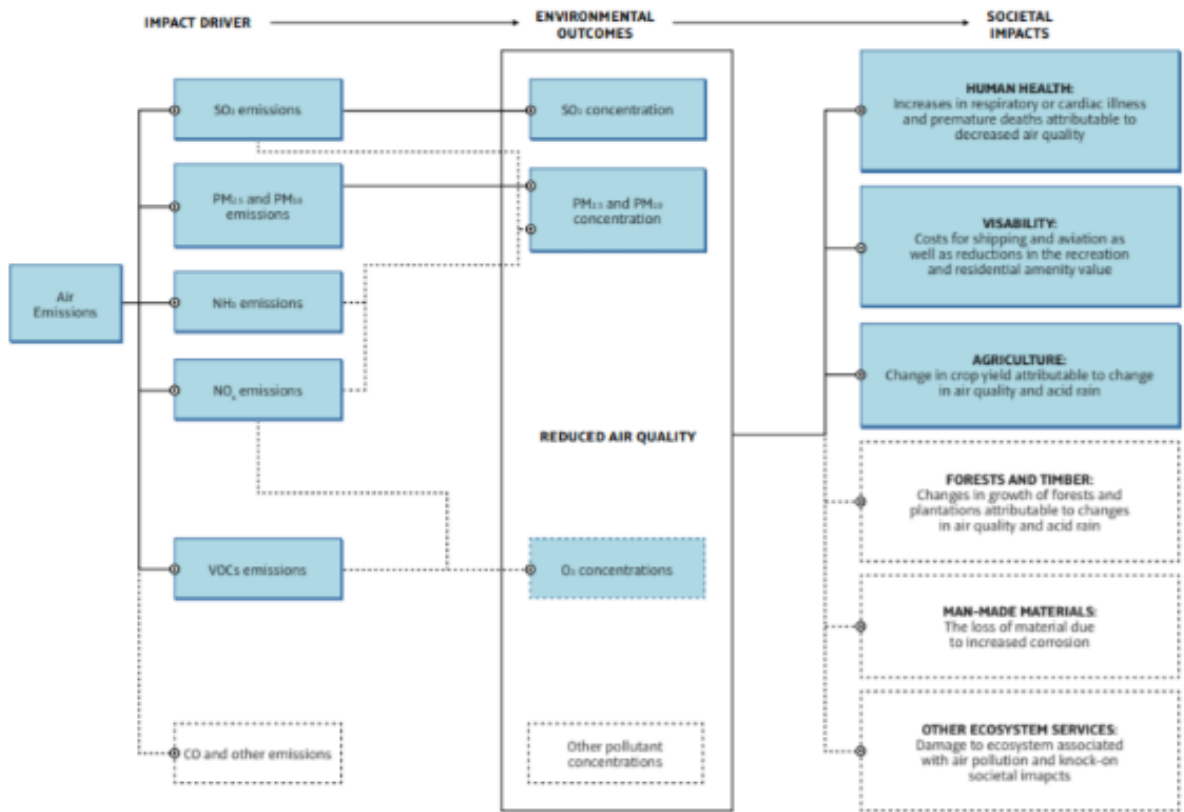 IMPACT DRIVER
ENVIRONMENTAL
OUTCOMES
SOCIETAL
IMPACTS
Air
Emissions
SO₂ emissions
PM₂.₅ and PM₁₀
emissions
NH₃ emissions
NOₓ emissions
VOCs emissions
CO and other emissions
SO₂ concentration
PM₂.₅ and PM₁₀
concentration
REDUCED AIR QUALITY
O₃ concentrations
Other pollutant
concentrations
HUMAN HEALTH:
Increases in respiratory or cardiac illness
and premature deaths attributable to
decreased air quality
VISABILITY:
Costs for shipping and aviation as
well as reductions in the recreation
and residential amenity value
AGRICULTURE:
Change in crop yield attributable to change
in air quality and acid rain
FORESTS AND TIMBER:
Changes in growth of forests and
plantations attributable to changes
in air quality and acid rain
MAN-MADE MATERIALS:
The loss of material due
to increased corrosion
OTHER ECOSYSTEM SERVICES:
Damage to ecosystem associated
with air pollution and knock-on
societal imapcts